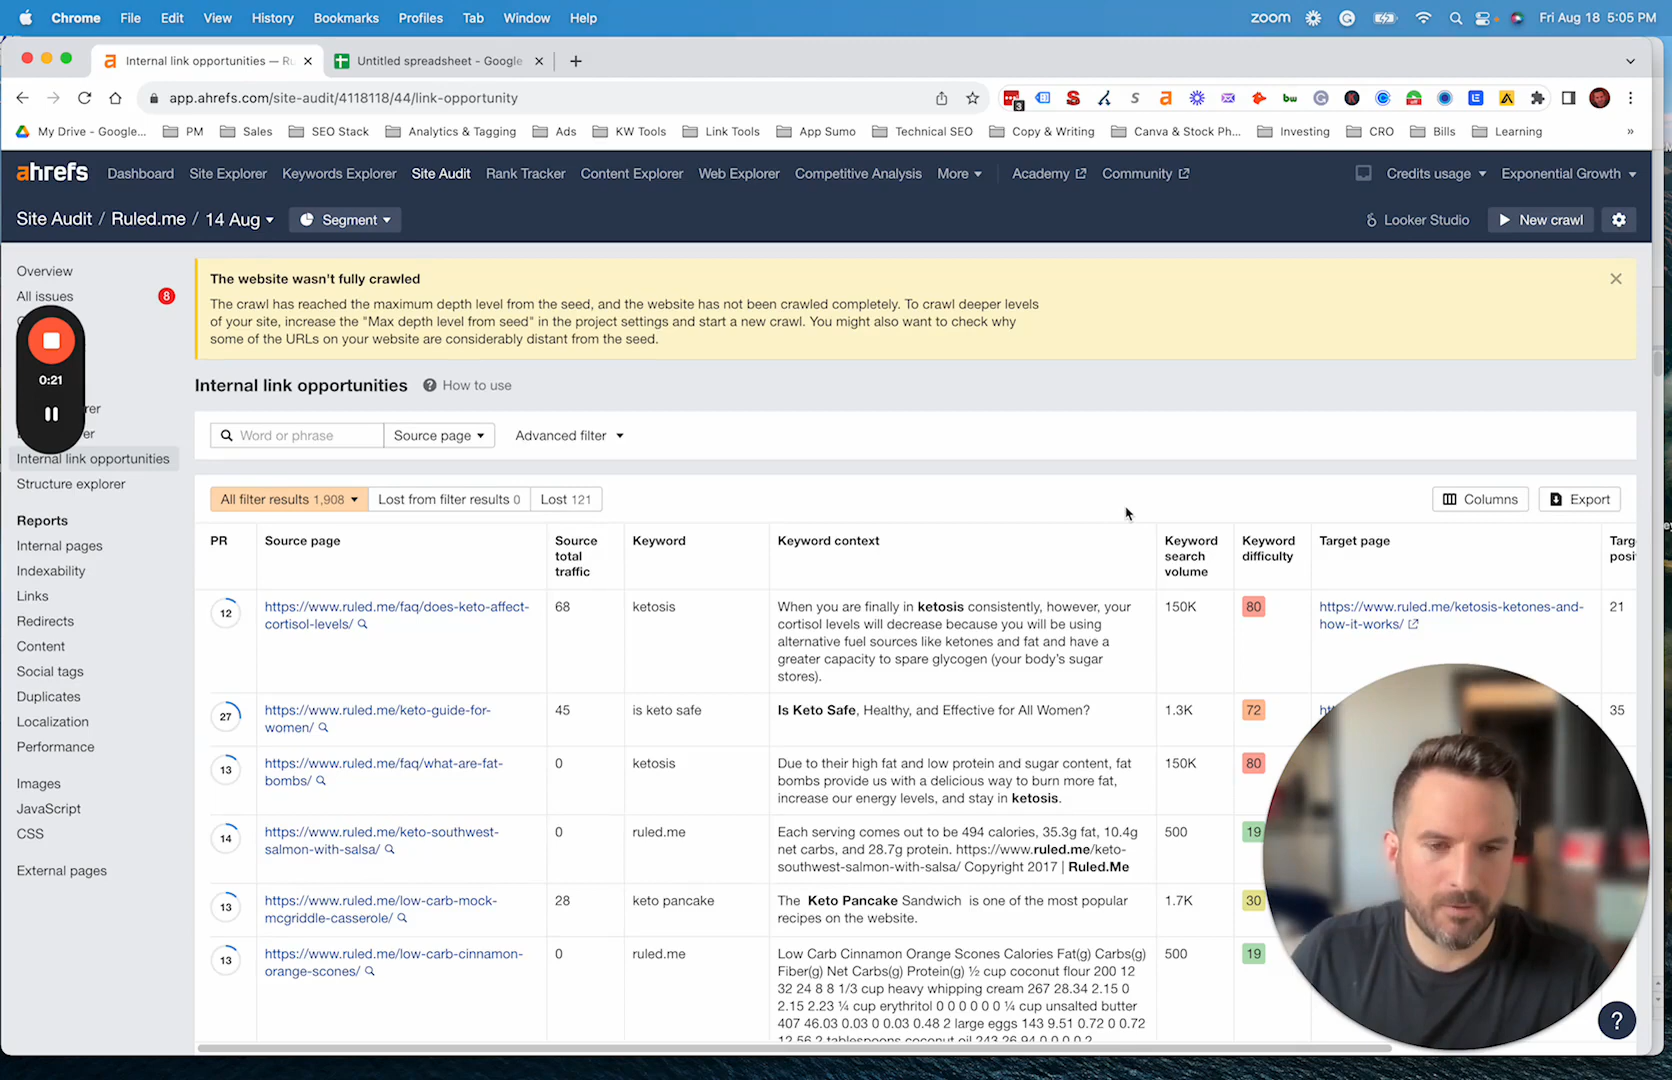 Chrome File Edit View History Bookmarks Profiles Tab Window Help
zoom Fri Aug 18 5:05 PM
Internal link opportunities — Ru
Untitled spreadsheet - Google
app.ahrefs.com/site-audit/4118118/44/link-opportunity
3
bw
My Drive - Google... PM Sales SEO Stack Analytics & Tagging Ads KW Tools Link Tools App Sumo Technical SEO Copy & Writing Canva & Stock Ph... Investing CRO Bills Learning »
ahrefs Dashboard Site Explorer Keywords Explorer Site Audit Rank Tracker Content Explorer Web Explorer Competitive Analysis More Academy Community Credits usage Exponential Growth
Site Audit / Ruled.me / 14 Aug Segment Looker Studio New crawl
Overview
All issues 8
0:21
rer
er
Internal link opportunities
Structure explorer
Reports
Internal pages
Indexability
Links
Redirects
Content
Social tags
Duplicates
Localization
Performance
Images
JavaScript
CSS
External pages
The website wasn't fully crawled
The crawl has reached the maximum depth level from the seed, and the website has not been crawled completely. To crawl deeper levels
of your site, increase the "Max depth level from seed" in the project settings and start a new crawl. You might also want to check why
some of the URLs on your website are considerably distant from the seed.
Internal link opportunities ? How to use
Word or phrase Source page Advanced filter
All filter results 1,908 Lost from filter results 0 Lost 121 Columns Export
PR
Source page
Source
total
traffic
Keyword
Keyword context
Keyword
search
volume
Keyword
difficulty
Target page
Targ
posi
12
https://www.ruled.me/faq/does-keto-affect-
cortisol-levels/
68
ketosis
When you are finally in ketosis consistently, however, your
cortisol levels will decrease because you will be using
alternative fuel sources like ketones and fat and have a
greater capacity to spare glycogen (your body's sugar
stores).
150K
80
https://www.ruled.me/ketosis-ketones-and-
how-it-works/
21
27
https://www.ruled.me/keto-guide-for-
women/
45
is keto safe
Is Keto Safe, Healthy, and Effective for All Women?
1.3K
72
35
13
https://www.ruled.me/faq/what-are-fat-
bombs/
0
ketosis
Due to their high fat and low protein and sugar content, fat
bombs provide us with a delicious way to burn more fat,
increase our energy levels, and stay in ketosis.
150K
80
14
https://www.ruled.me/keto-southwest-
salmon-with-salsa/
0
ruled.me
Each serving comes out to be 494 calories, 35.3g fat, 10.4g
net carbs, and 28.7g protein. https://www.ruled.me/keto-
southwest-salmon-with-salsa/ Copyright 2017 | Ruled.Me
500
19
13
https://www.ruled.me/low-carb-mock-
mcgriddle-casserole/
28
keto pancake
The Keto Pancake Sandwich is one of the most popular
recipes on the website.
1.7K
30
13
https://www.ruled.me/low-carb-cinnamon-
orange-scones/
0
ruled.me
Low Carb Cinnamon Orange Scones Calories Fat(g) Carbs(g)
Fiber(g) Net Carbs(g) Protein(g) ½ cup coconut flour 200 12
32 24 8 8 1/3 cup heavy whipping cream 267 28.34 2.15 0
2.15 2.23 ¼ cup erythritol 0 0 0 0 0 0 ¼ cup unsalted butter
407 46.03 0.03 0 0.03 0.48 2 large eggs 143 9.51 0.72 0 0.72
12.56 2 tablespoons coconut oil 243 26.94 0 0 0 0 2
500
19
?